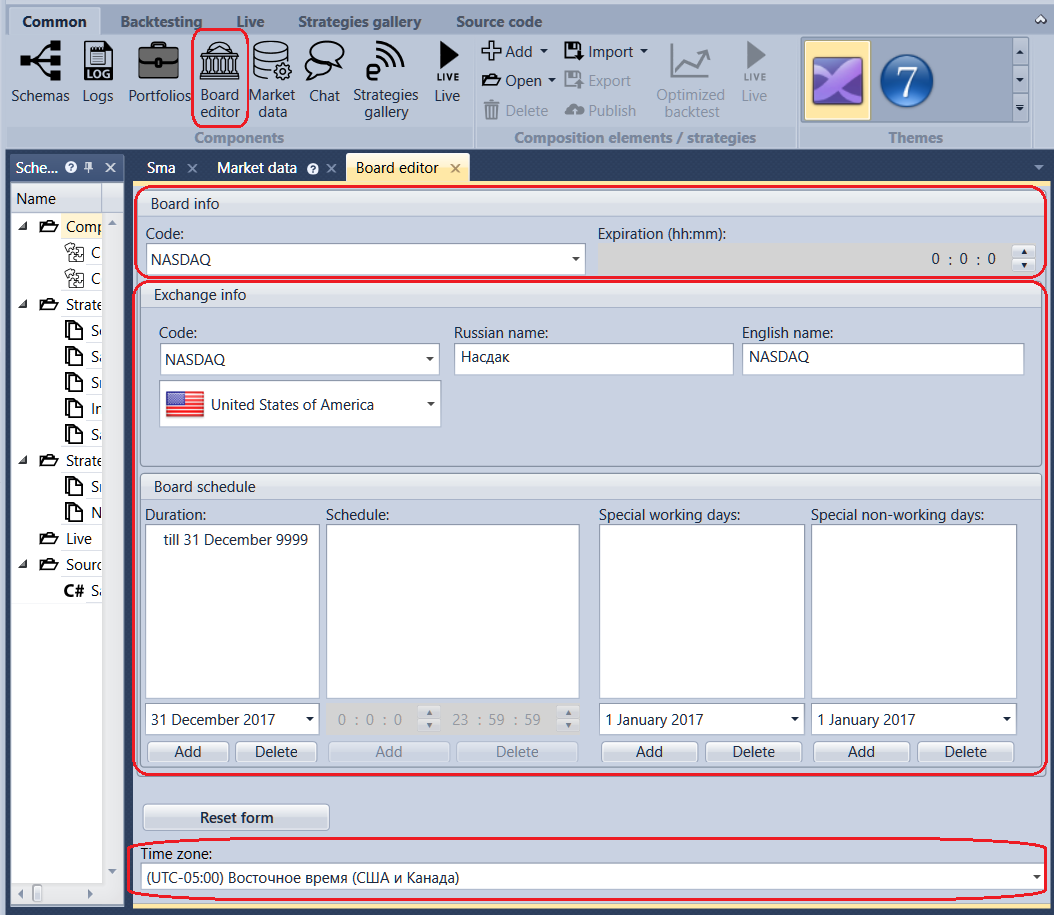 Common Backtesting Live Strategies gallery Source code
Schemas
LOG
Logs
Portfolios
Board
editor
Market
data
Chat
Strategies
gallery
LIVE
Live
Components
Add
Open
Delete
Import
Export
Publish
Optimized
backtest
LIVE
Live
Composition elements / strategies
7
Themes
Sche...
Sma Market data Board editor
Name
Live
C#
Board info
Code: Expiration (hh:mm):
NASDAQ 0 : 0 : 0
Exchange info
Code: Russian name: English name:
NASDAQ Насдак NASDAQ
United States of America
Board schedule
Duration: Schedule: Special working days: Special non-working days:
till 31 December 9999
31 December 2017 0 : 0 : 0 23 : 59 : 59 1 January 2017 1 January 2017
Add Delete Add Delete Add Delete Add Delete
Reset form
Time zone:
(UTC-05:00) Восточное время (США и Канада)